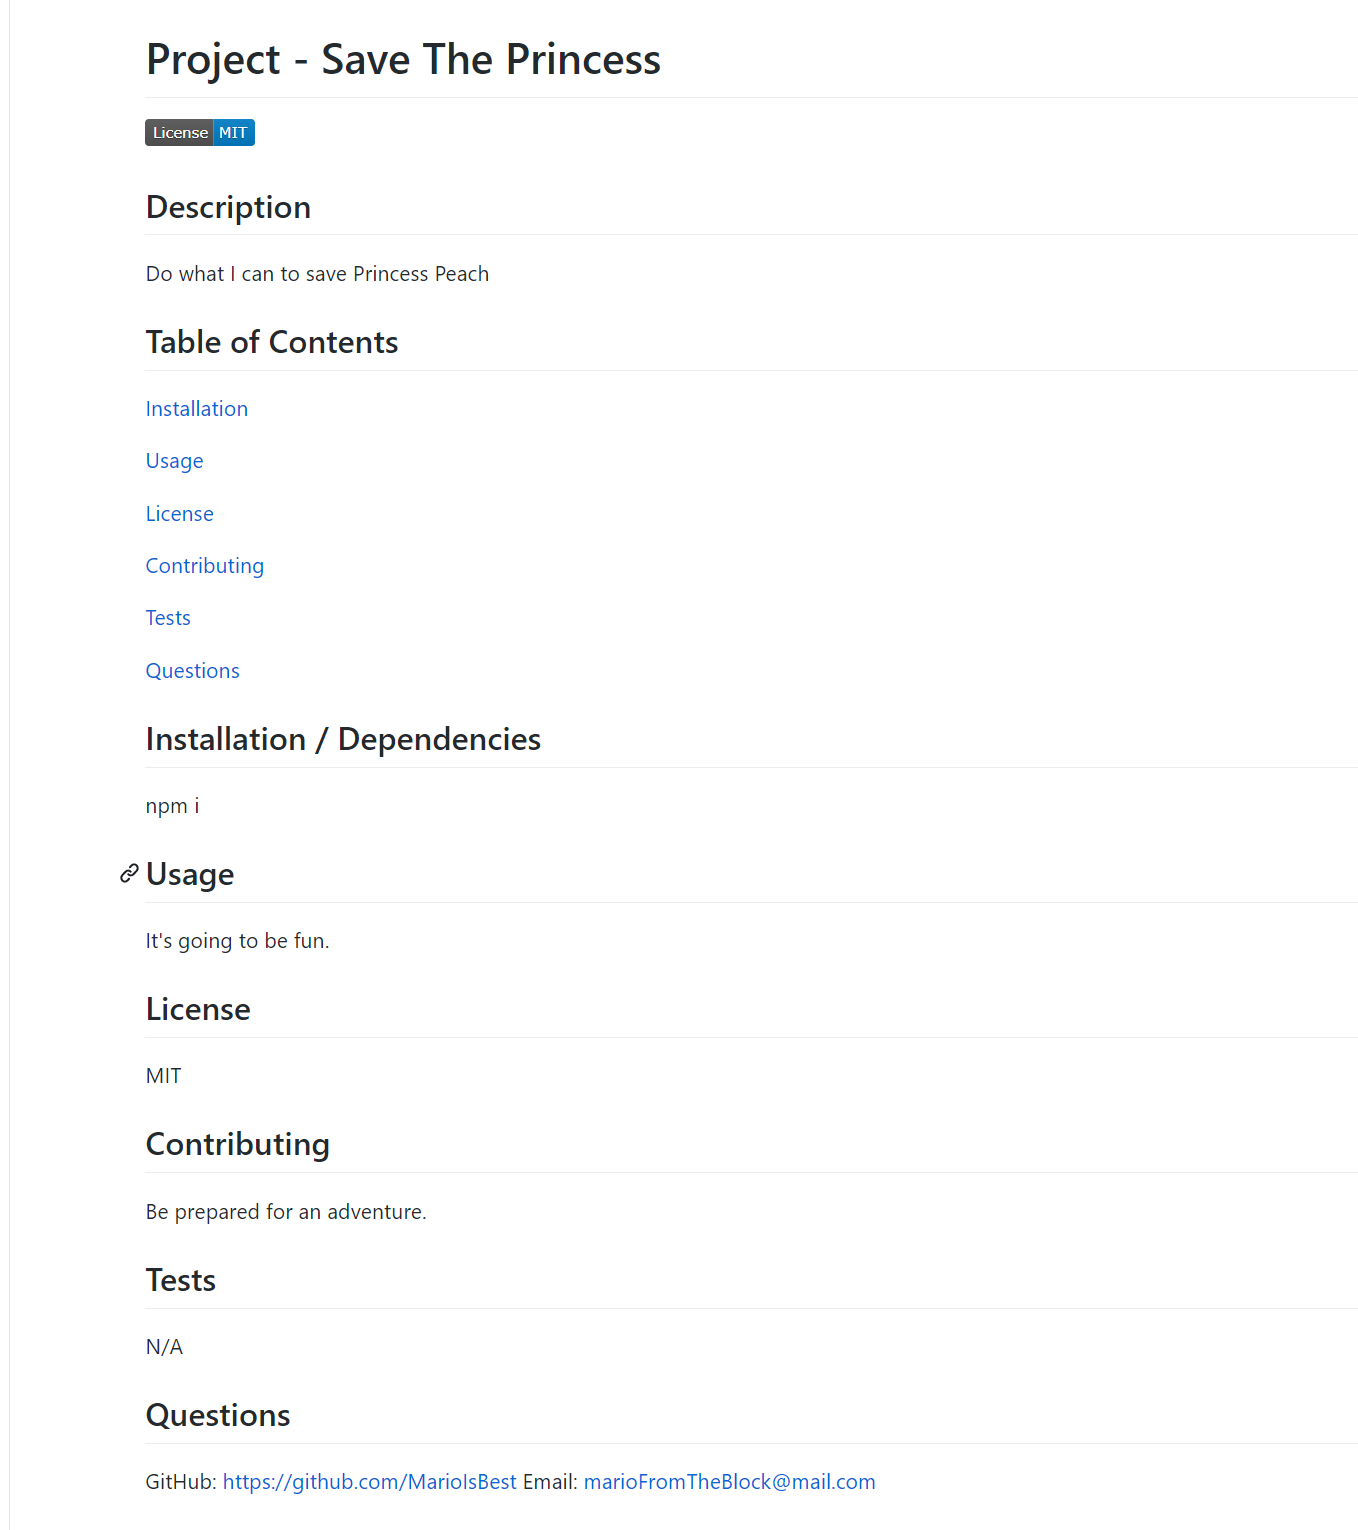 Project - Save The Princess
License MIT
Description
Do what I can to save Princess Peach
Table of Contents
Installation
Usage
License
Contributing
Tests
Questions
Installation / Dependencies
npm i
Usage
It's going to be fun.
License
MIT
Contributing
Be prepared for an adventure.
Tests
N/A
Questions
GitHub: https://github.com/MarioIsBest Email: marioFromTheBlock@mail.com